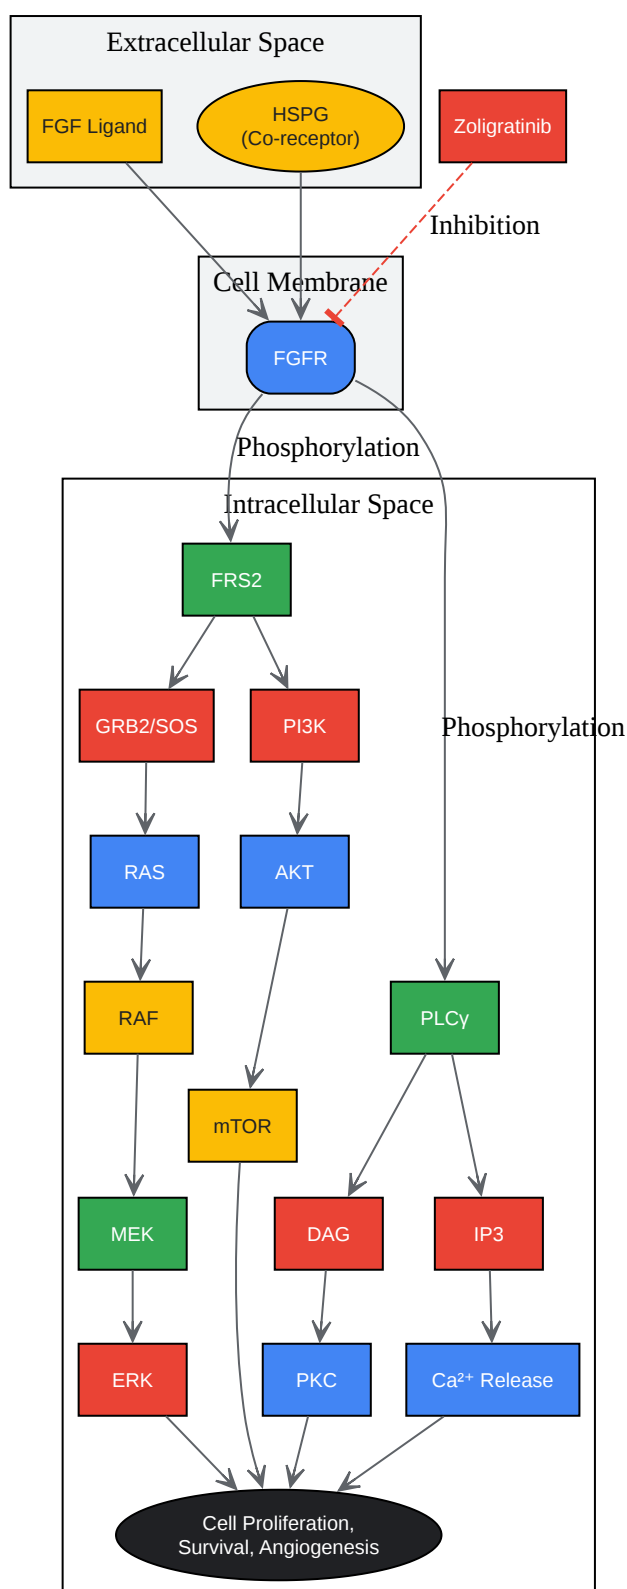 Extracellular Space
FGF Ligand
HSPG
(Co-receptor)
Zoligratinib
Inhibition
Cell Membrane
FGFR
Phosphorylation
Intracellular Space
FRS2
GRB2/SOS
PI3K
Phosphorylation
RAS
AKT
RAF
PLCγ
mTOR
MEK
DAG
IP3
ERK
PKC
Ca²⁺ Release
Cell Proliferation,
Survival, Angiogenesis